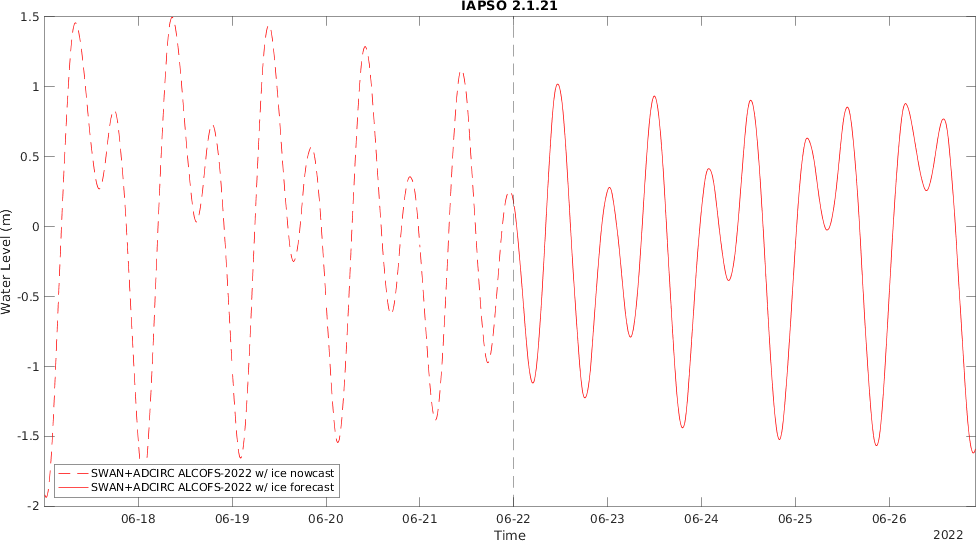 IAPSO 2.1.21
1.5
1
0.5
0
-0.5
-1
-1.5
-2
Water Level (m)
SWAN+ADCIRC ALCOFS-2022 w/ ice nowcast
SWAN+ADCIRC ALCOFS-2022 w/ ice forecast
06-18 06-19 06-20 06-21 06-22 06-23 06-24 06-25 06-26
Time
2022